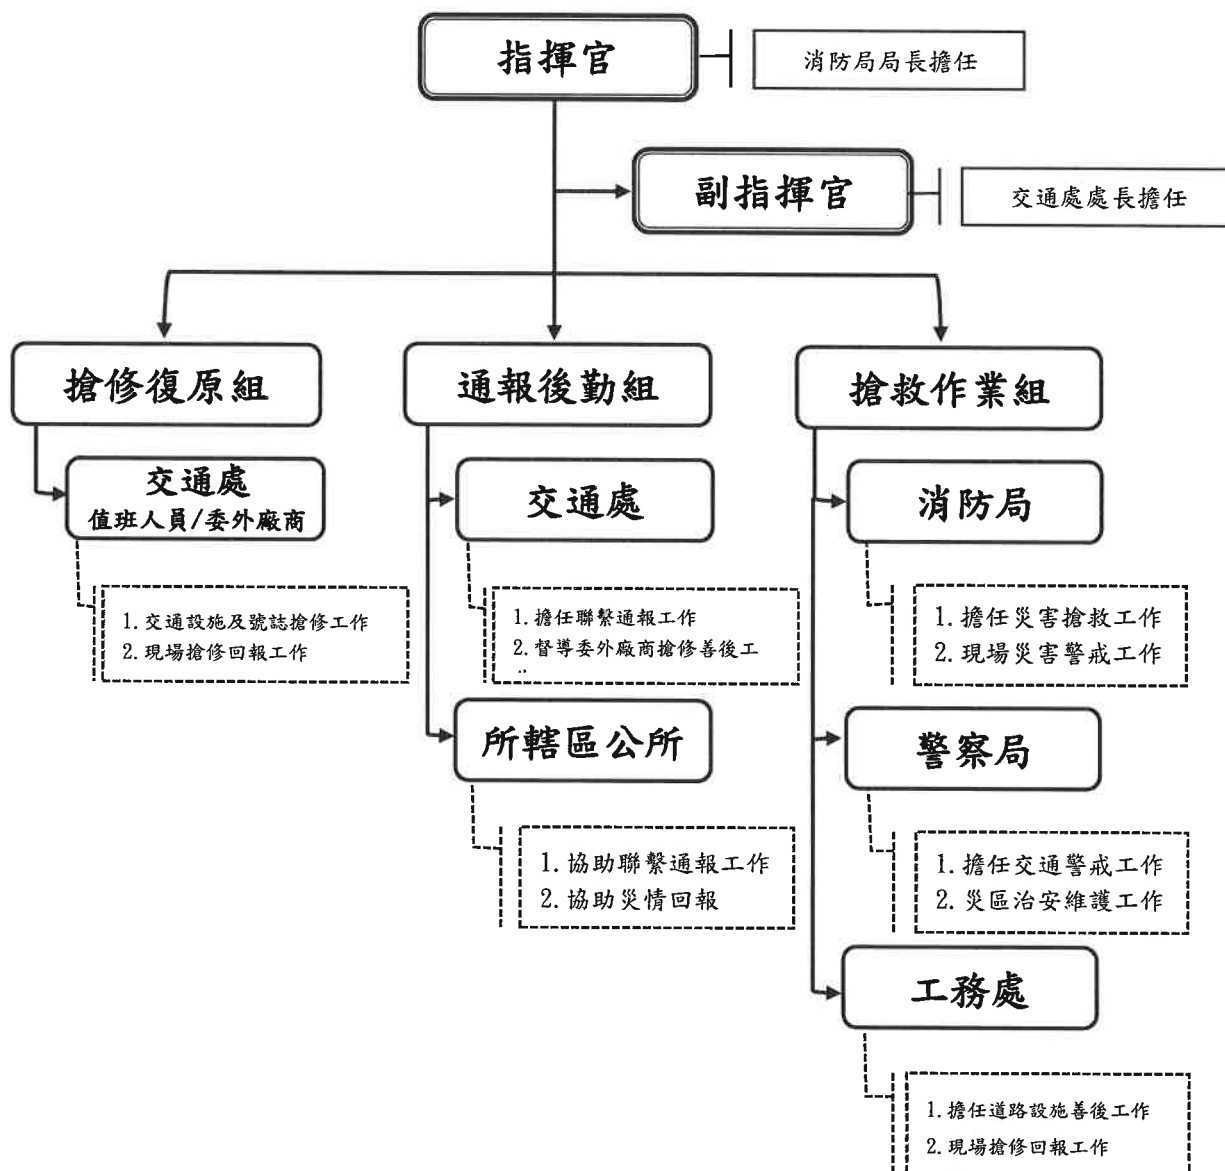 指揮官
消防局局長擔任
副指揮官
交通處處長擔任
搶修復原組
通報後勤組
搶救作業組
交通處
值班人員/委外廠商
1. 交通設施及號誌搶修工作
2. 現場搶修回報工作
交通處
1. 擔任聯繫通報工作
2. 督導委外廠商搶修善後工
所轄區公所
1. 協助聯繫通報工作
2. 協助災情回報
消防局
1. 擔任災害搶救工作
2. 現場災害警戒工作
警察局
1. 擔任交通警戒工作
2. 災區治安維護工作
工務處
1. 擔任道路設施善後工作
2. 現場搶修回報工作